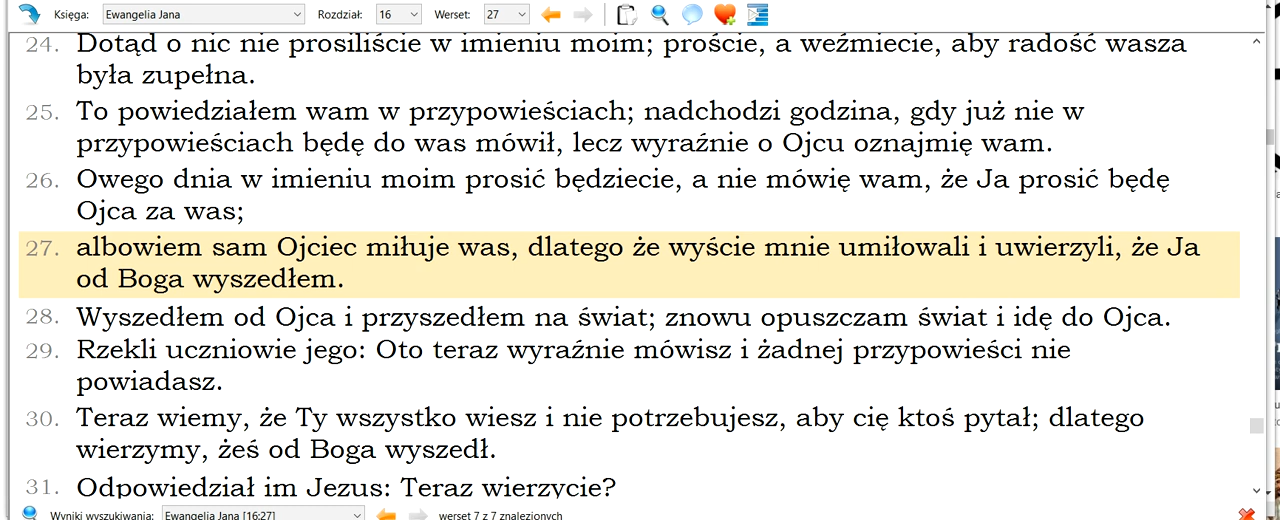 Księga: Ewangelia Jana Rozdział: 16 Werset: 27
24. Dotąd o nic nie prosiliście w imieniu moim; proście, a weźmiecie, aby radość wasza
była zupełna.
25. To powiedziałem wam w przypowieściach; nadchodzi godzina, gdy już nie w
przypowieściach będę do was mówił, lecz wyraźnie o Ojcu oznajmię wam.
26. Owego dnia w imieniu moim prosić będziecie, a nie mówię wam, że Ja prosić będę
Ojca za was;
27. albowiem sam Ojciec miłuje was, dlatego że wyście mnie umiłowali i uwierzyli, że Ja
od Boga wyszedłem.
28. Wyszedłem od Ojca i przyszedłem na świat; znowu opuszczam świat i idę do Ojca.
29. Rzekli uczniowie jego: Oto teraz wyraźnie mówisz i żadnej przypowieści nie
powiadasz.
30. Teraz wiemy, że Ty wszystko wiesz i nie potrzebujesz, aby cię ktoś pytał; dlatego
wierzymy, żeś od Boga wyszedł.
31. Odpowiedział im Jezus: Teraz wierzycie?
Wyniki wyszukiwania: Ewangelia Jana [16:27] werset 7 z 7 znalezionych